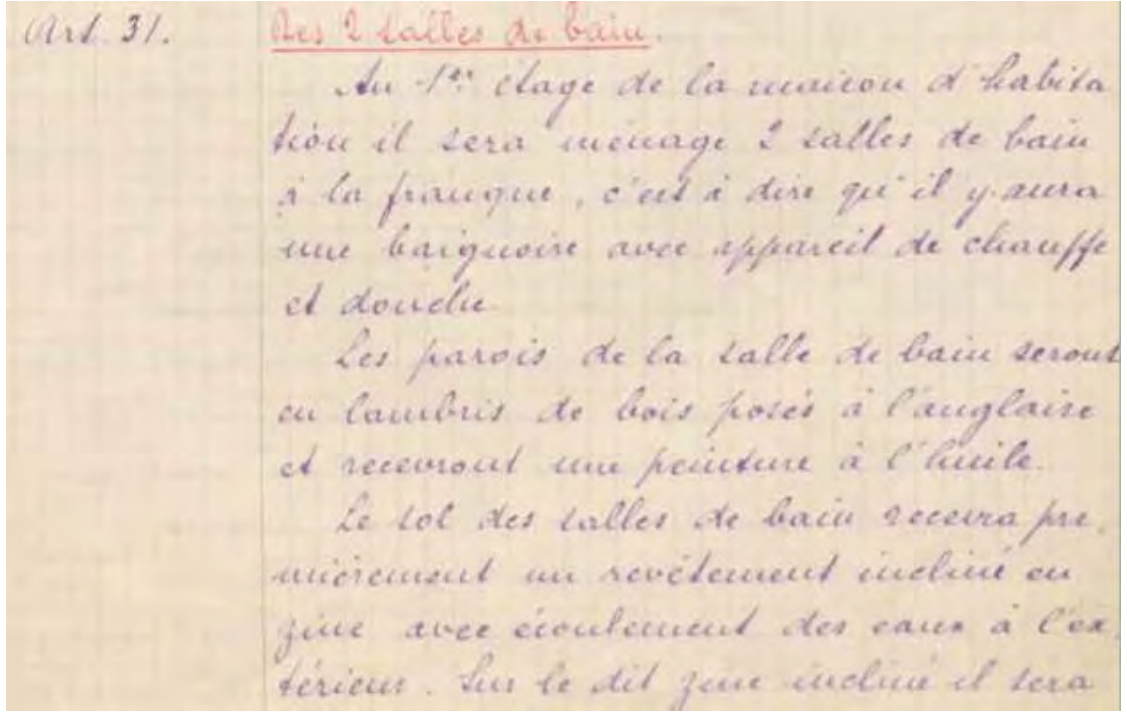 Art. 31. Des 2 salles de bain.
Au 1er étage de la maison d'habita
tion il sera ménagé 2 salles de bain
à la franque, c'est à dire qu'il y aura
une baignoire avec appareil de chauffe
et douche.
Les parois de la salle de bain seront
en lambris de bois posés à l'anglaise
et recevront une peinture à l'huile.
Le sol des salles de bain recevra pre
mièrement un revêtement incliné en
zinc avec écoulement des eaux à l'ex
térieur. Sur le dit zinc incliné il sera